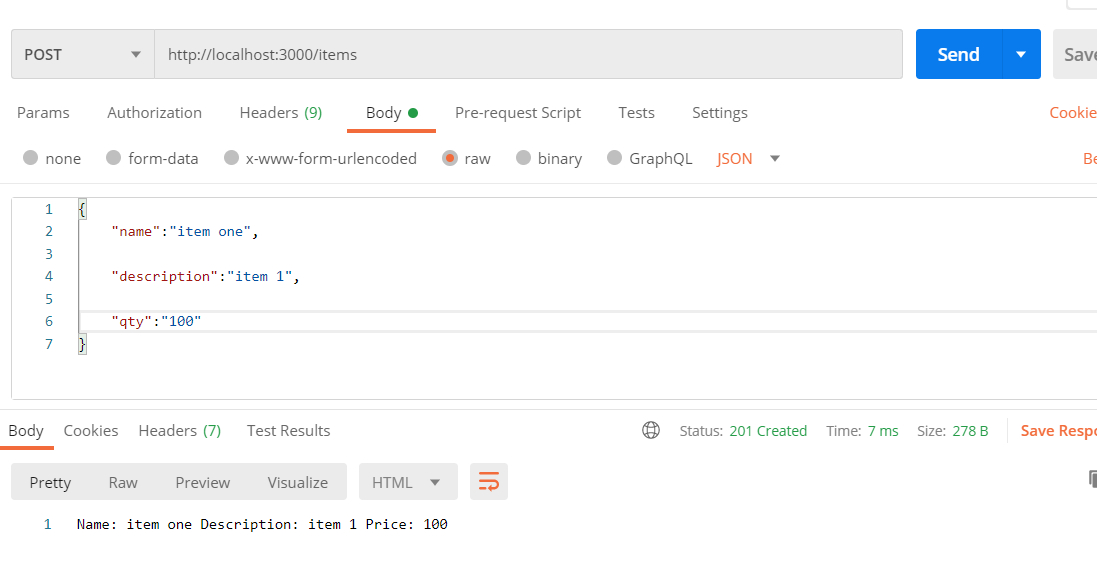 POST http://localhost:3000/items Send Save
Params Authorization Headers (9) Body Pre-request Script Tests Settings Cookie
none form-data x-www-form-urlencoded raw binary GraphQL JSON Be
1 {
2 "name":"item one",
3
4 "description":"item 1",
5
6 "qty":"100"
7 }
Body Cookies Headers (7) Test Results Status: 201 Created Time: 7 ms Size: 278 B Save Respo
Pretty Raw Preview Visualize HTML
1 Name: item one Description: item 1 Price: 100